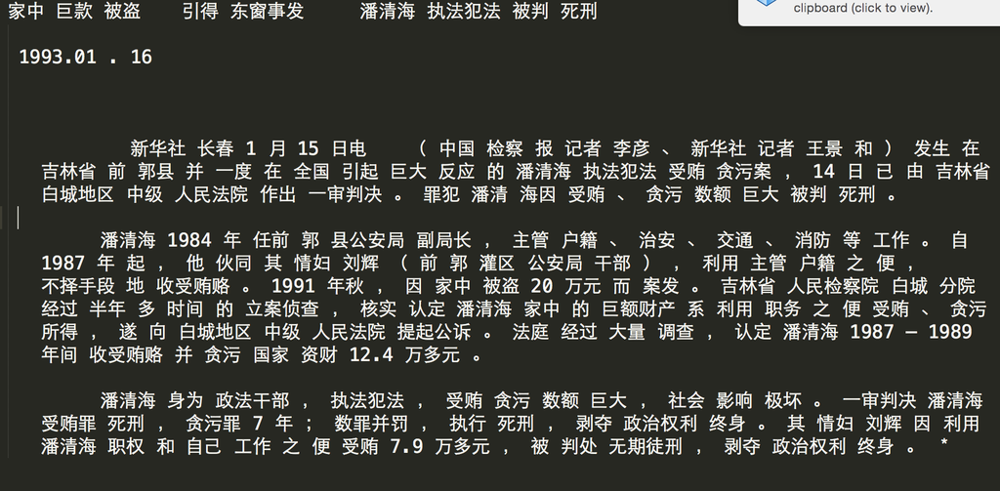 家中 巨款 被盗 引得 东窗事发 潘清海 执法犯法 被判 死刑
clipboard (click to view).
1993.01 . 16
新华社 长春 1 月 15 日电 （ 中国 检察 报 记者 李彦 、 新华社 记者 王景 和 ） 发生 在
吉林省 前 郭县 并 一度 在 全国 引起 巨大 反应 的 潘清海 执法犯法 受贿 贪污案 ， 14 日 已 由 吉林省
白城地区 中级 人民法院 作出 一审判决 。 罪犯 潘清 海因 受贿 、 贪污 数额 巨大 被判 死刑 。
潘清海 1984 年 任前 郭 县公安局 副局长 ， 主管 户籍 、 治安 、 交通 、 消防 等 工作 。 自
1987 年 起 ， 他 伙同 其 情妇 刘辉 （ 前 郭 灌区 公安局 干部 ） ， 利用 主管 户籍 之 便 ，
不择手段 地 收受贿赂 。 1991 年秋 ， 因 家中 被盗 20 万元 而 案发 。 吉林省 人民检察院 白城 分院
经过 半年 多 时间 的 立案侦查 ， 核实 认定 潘清海 家中 的 巨额财产 系 利用 职务 之 便 受贿 、 贪污
所得 ， 遂 向 白城地区 中级 人民法院 提起公诉 。 法庭 经过 大量 调查 ， 认定 潘清海 1987 — 1989
年间 收受贿赂 并 贪污 国家 资财 12.4 万多元 。
潘清海 身为 政法干部 ， 执法犯法 ， 受贿 贪污 数额 巨大 ， 社会 影响 极坏 。 一审判决 潘清海
受贿罪 死刑 ， 贪污罪 7 年 ； 数罪并罚 ， 执行 死刑 ， 剥夺 政治权利 终身 。 其 情妇 刘辉 因 利用
潘清海 职权 和 自己 工作 之 便 受贿 7.9 万多元 ， 被 判处 无期徒刑 ， 剥夺 政治权利 终身 。 *